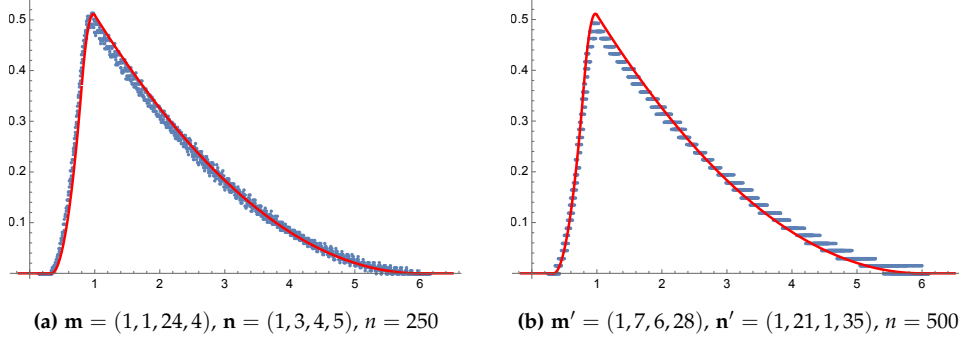 0.5
0.4
0.3
0.2
0.1
0 1 2 3 4 5 6
(a) m = (1, 1, 24, 4), n = (1, 3, 4, 5), n = 250
0.5
0.4
0.3
0.2
0.1
0 1 2 3 4 5 6
(b) m′ = (1, 7, 6, 28), n′ = (1, 21, 1, 35), n = 500